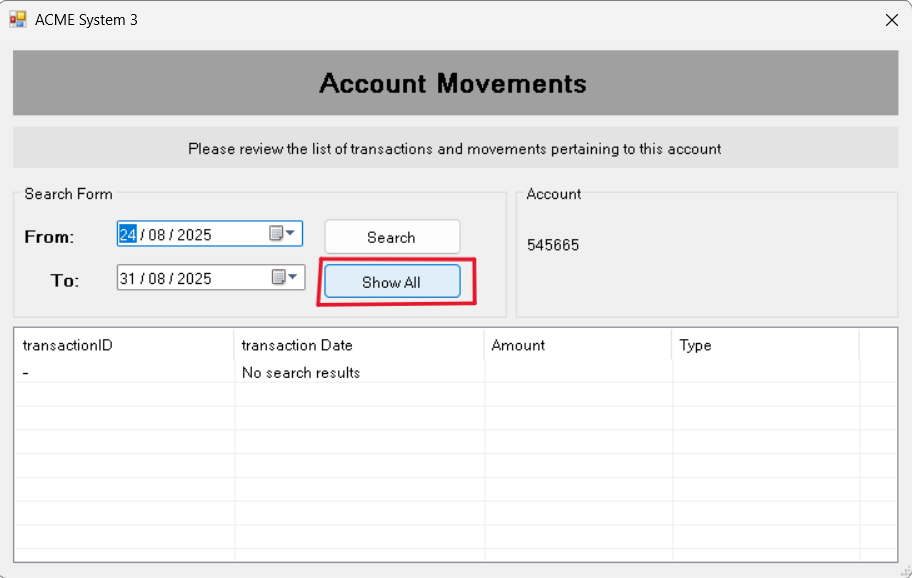 ACME System 3
Account Movements
Please review the list of transactions and movements pertaining to this account
Search Form
From: 24 / 08 / 2025 Search
To: 31 / 08 / 2025 Show All
Account
545665
transactionID transaction Date Amount Type
- No search results